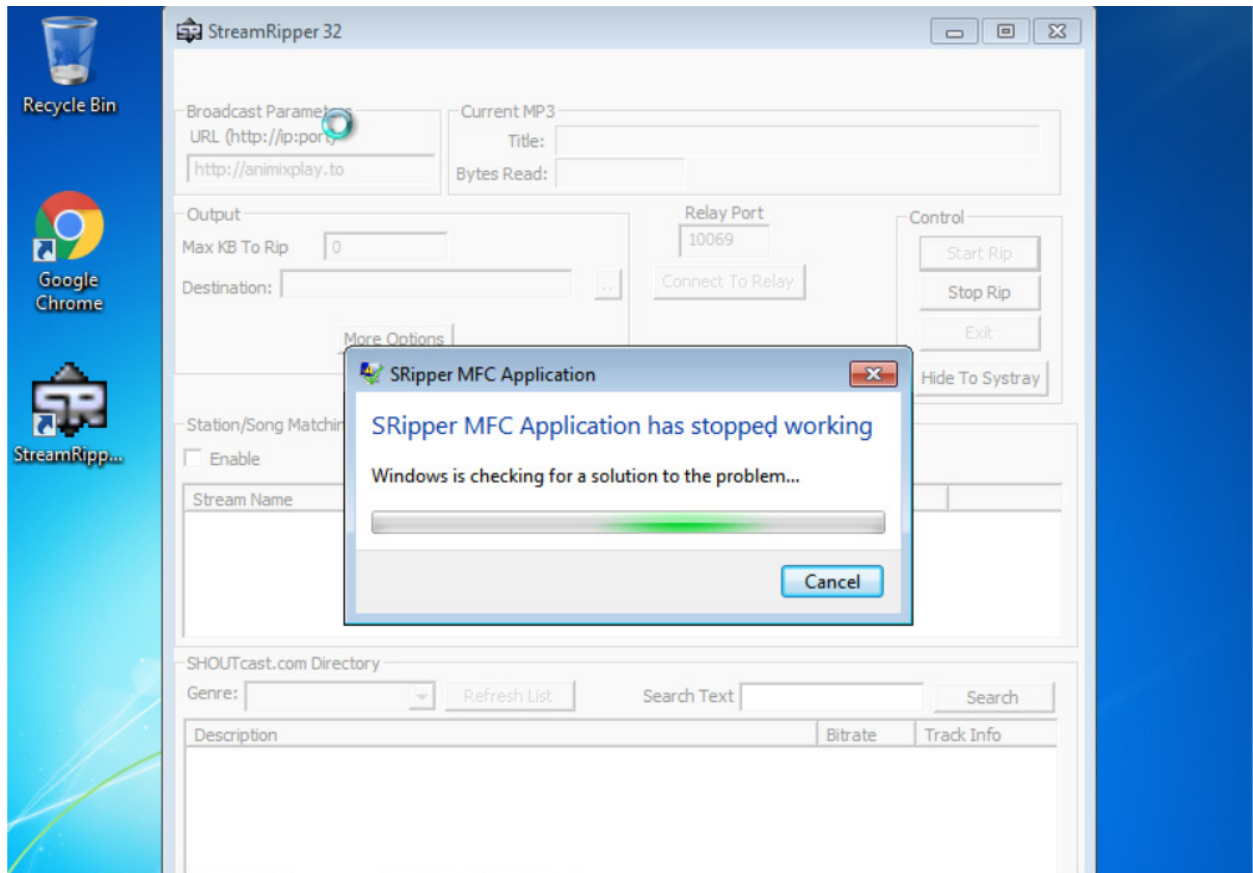 Recycle Bin
Google
Chrome
StreamRipp...
StreamRipper 32
Broadcast Parameters
URL (http://ip:port)
http://animixplay.to
Current MP3
Title:
Bytes Read:
Output
Max KB To Rip 0
Destination: ..
More Options
Relay Port
10069
Connect To Relay
Control
Start Rip
Stop Rip
Exit
Hide To Systray
SRipper MFC Application
SRipper MFC Application has stopped working
Windows is checking for a solution to the problem...
Cancel
Station/Song Matchin
Enable
Stream Name
SHOUTcast.com Directory
Genre: Refresh List Search Text Search
Description Bitrate Track Info